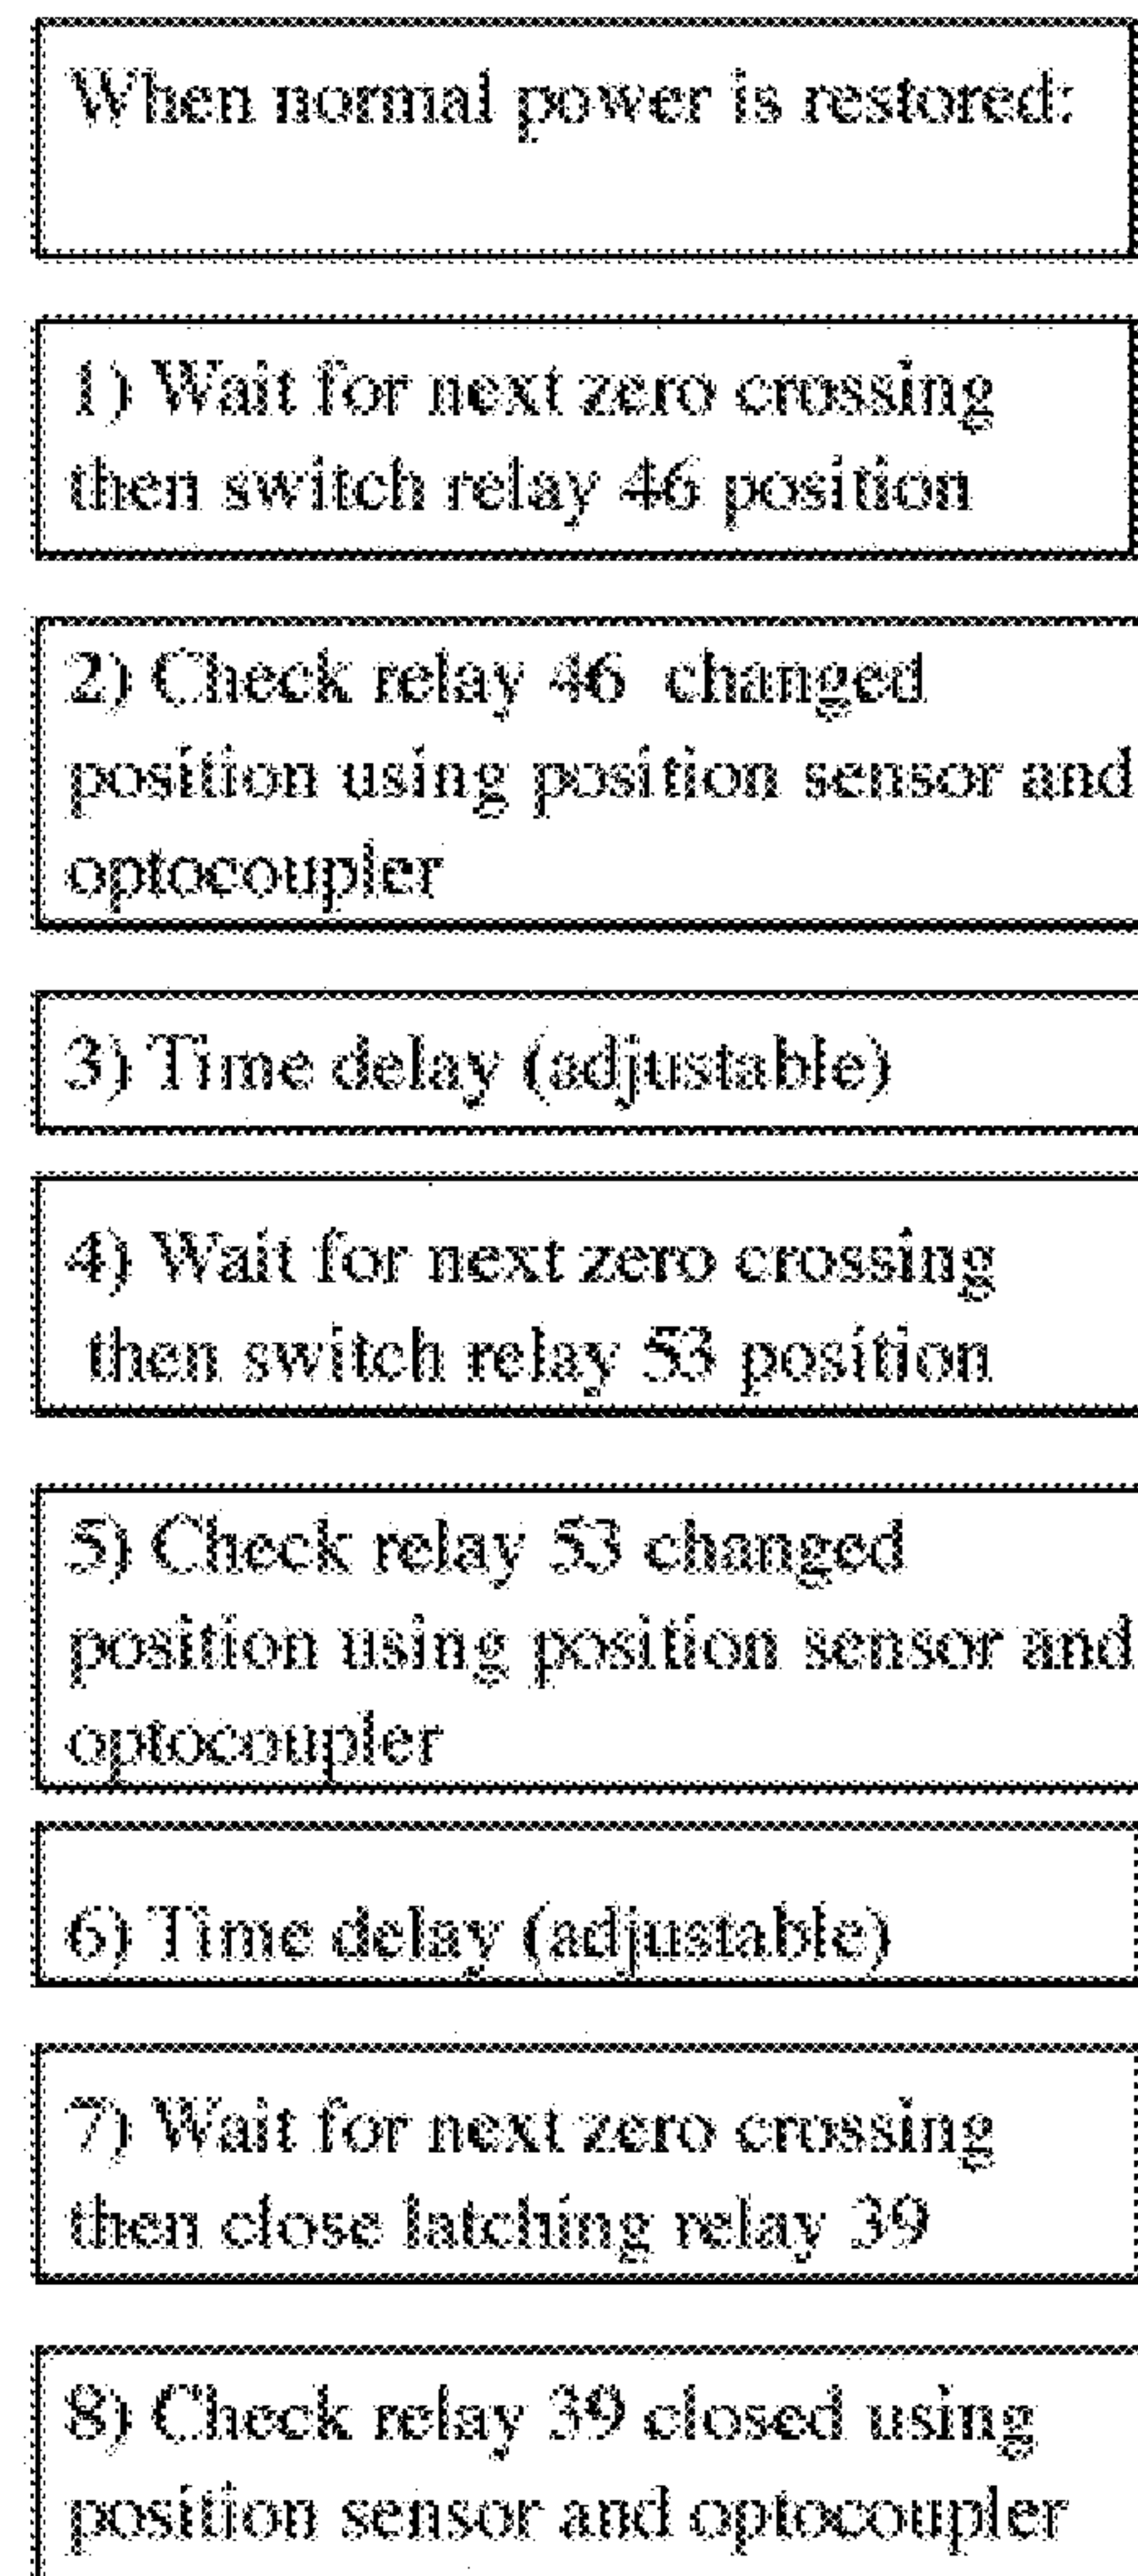 When normal power is restored:
1) Wait for next zero crossing
then switch relay 46 position
2) Check relay 46 changed
position using position sensor and
optocoupler
3) Time delay (adjustable)
4) Wait for next zero crossing
then switch relay 53 position
5) Check relay 53 changed
position using position sensor and
optocoupler
6) Time delay (adjustable)
7) Wait for next zero crossing
then close latching relay 39
8) Check relay 39 closed using
position sensor and optocoupler